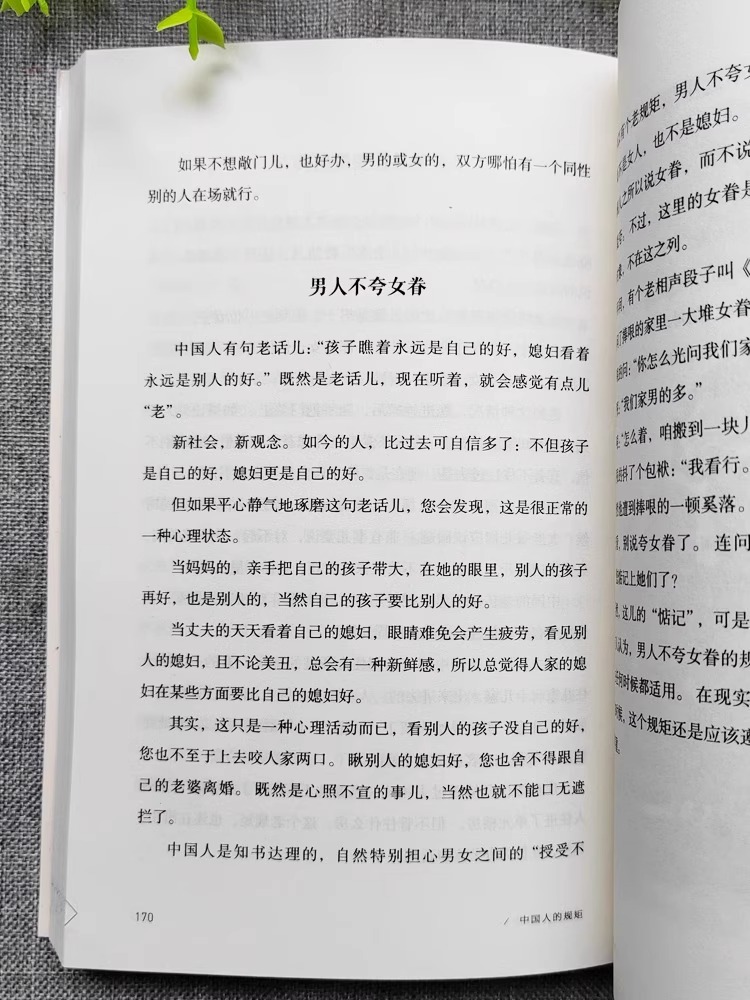 如果不想敞门儿，也好办，男的或女的，双方哪怕有一个同性
别的人在场就行。
男人不夸女眷
中国人有句老话儿：“孩子瞧着永远是自己的好，媳妇看着
永远是别人的好。”既然是老话儿，现在听着，就会感觉有点儿
“老”。
新社会，新观念。如今的人，比过去可自信多了：不但孩子
是自己的好，媳妇更是自己的好。
但如果平心静气地琢磨这句老话儿，您会发现，这是很正常的
一种心理状态。
当妈妈的，亲手把自己的孩子带大，在她的眼里，别人的孩子
再好，也是别人的，当然自己的孩子要比别人的好。
当丈夫的天天看着自己的媳妇，眼睛难免会产生疲劳，看见别
人的媳妇，且不论美丑，总会有一种新鲜感，所以总觉得人家的媳
妇在某些方面要比自己的媳妇好。
其实，这只是一种心理活动而已，看别人的孩子没自己的好，
您也不至于上去咬人家两口。瞅别人的媳妇好，您也舍不得跟自
己的老婆离婚。既然是心照不宣的事儿，当然也就不能口无遮
拦了。
中国人是知书达理的，自然特别担心男女之间的“授受不
170
/ 中国人的规矩
有个老规矩，男人不夸女
是女人，也不是媳妇。
人之所以说女眷，而不说
不过，这里的女眷是
不在这之列。
间，有个老相声段子叫《
了捧哏的家里一大堆女眷
问：“你怎么光问我们家
“我们家男的多。”
“怎么着，咱搬到一块儿
抖了个包袱：“我看行。
他遭到捧哏的一顿奚落。
别说夸女眷了。连问
惦记上她们了？
这儿的“惦记”，可是
认为，男人不夸女眷的规
何时候都适用。在现实
候，这个规矩还是应该遵